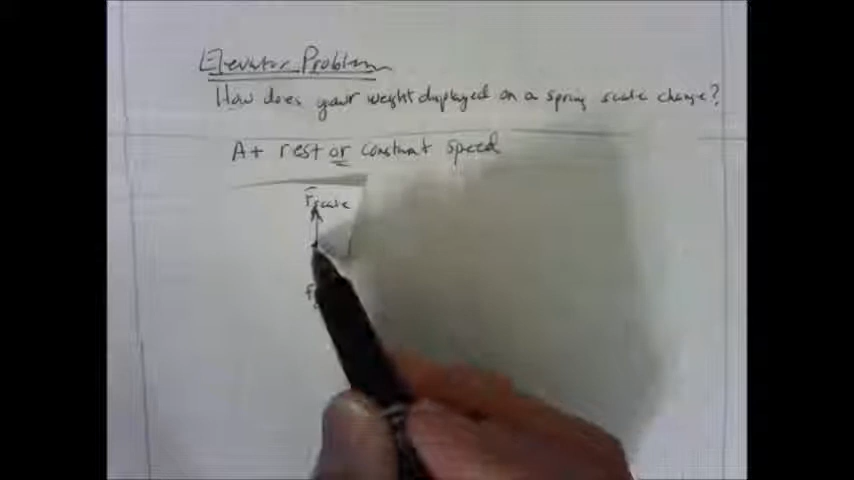 Elevator Problem
How does your weight displayed on a spring scale change?
At rest or constant speed
Fscale
F